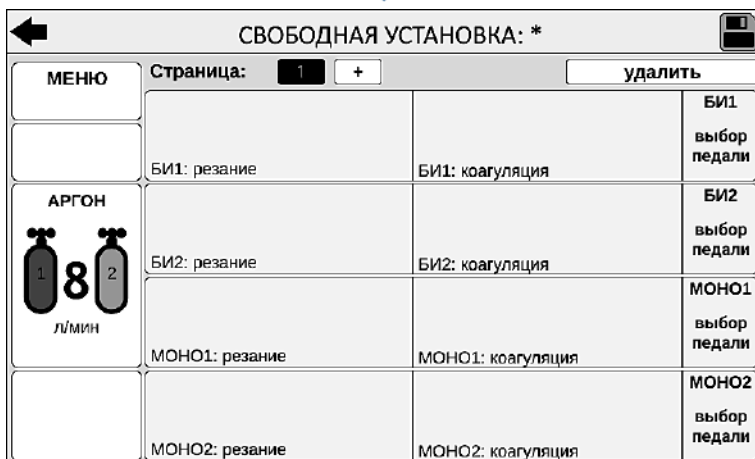 СВОБОДНАЯ УСТАНОВКА: *
МЕНЮ
Страница: 1 +
удалить
БИ1: резание
БИ1: коагуляция
БИ1
выбор
педали
АРГОН
1 8 2
л/мин
БИ2: резание
БИ2: коагуляция
БИ2
выбор
педали
МОНО1: резание
МОНО1: коагуляция
МОНО1
выбор
педали
МОНО2: резание
МОНО2: коагуляция
МОНО2
выбор
педали